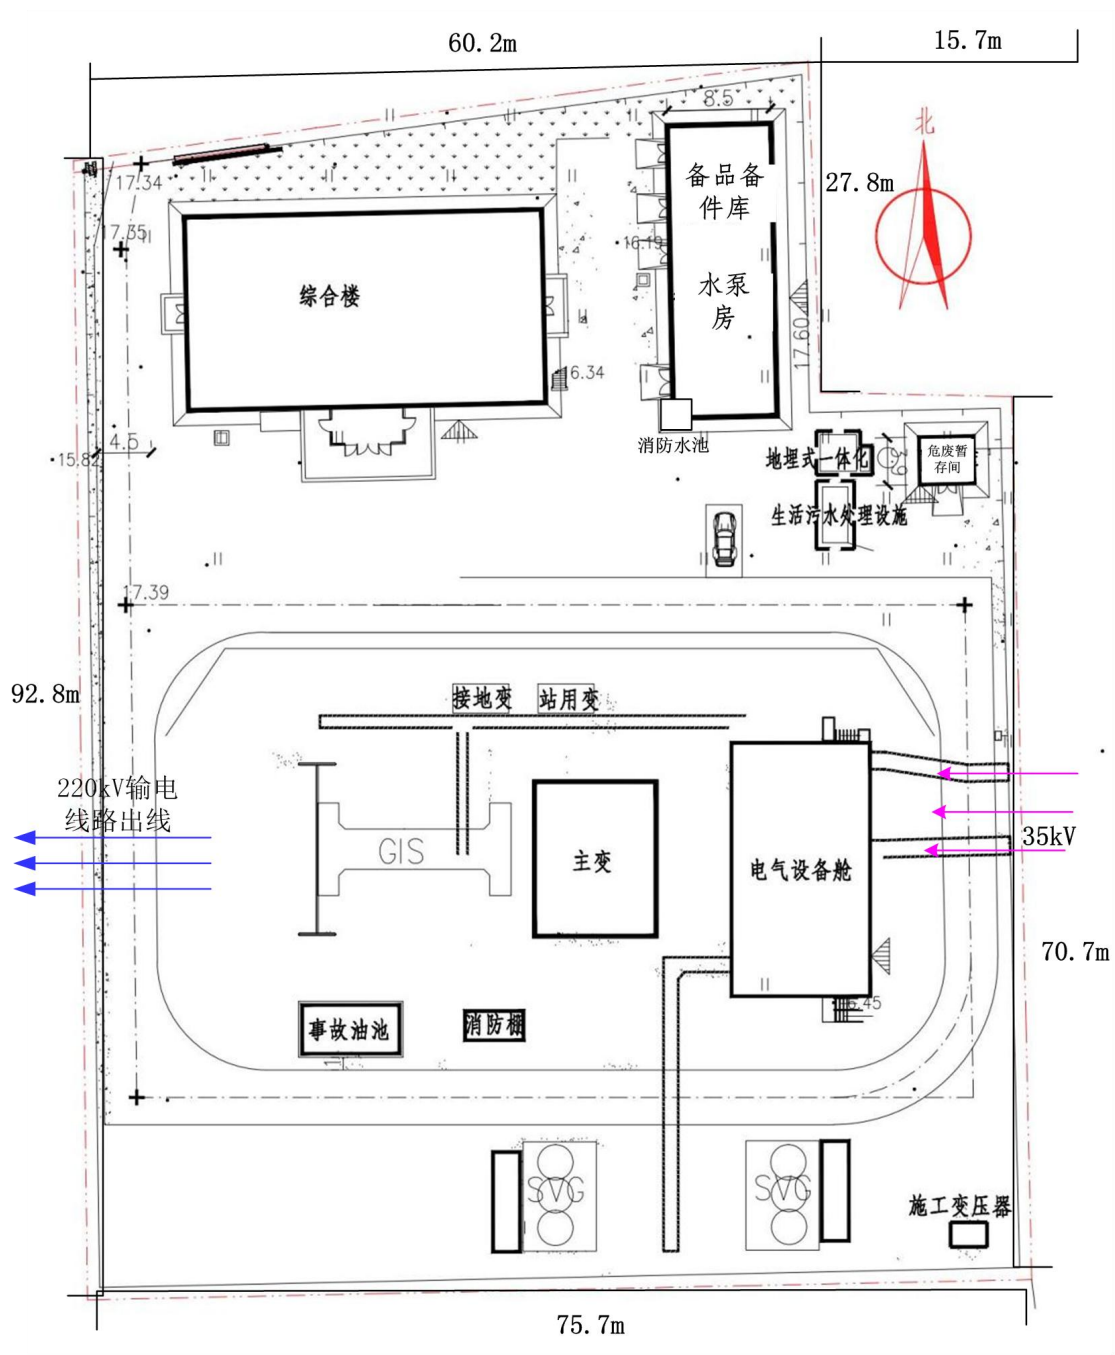 60.2m
15.7m
8.5
北
17.34
备品备
件库
27.8m
17.35
16.19
综合楼
水泵
房
17.60
16.34
4.5
消防水池
15.82
地埋式一体化
3.9
危废暂
存间
生活污水处理设施
17.39
92.8m
接地变
站用变
220kV输电
线路出线
GIS
主变
电气设备舱
35kV
70.7m
6.45
事故油池
消防棚
SVG
SVG
施工变压器
75.7m